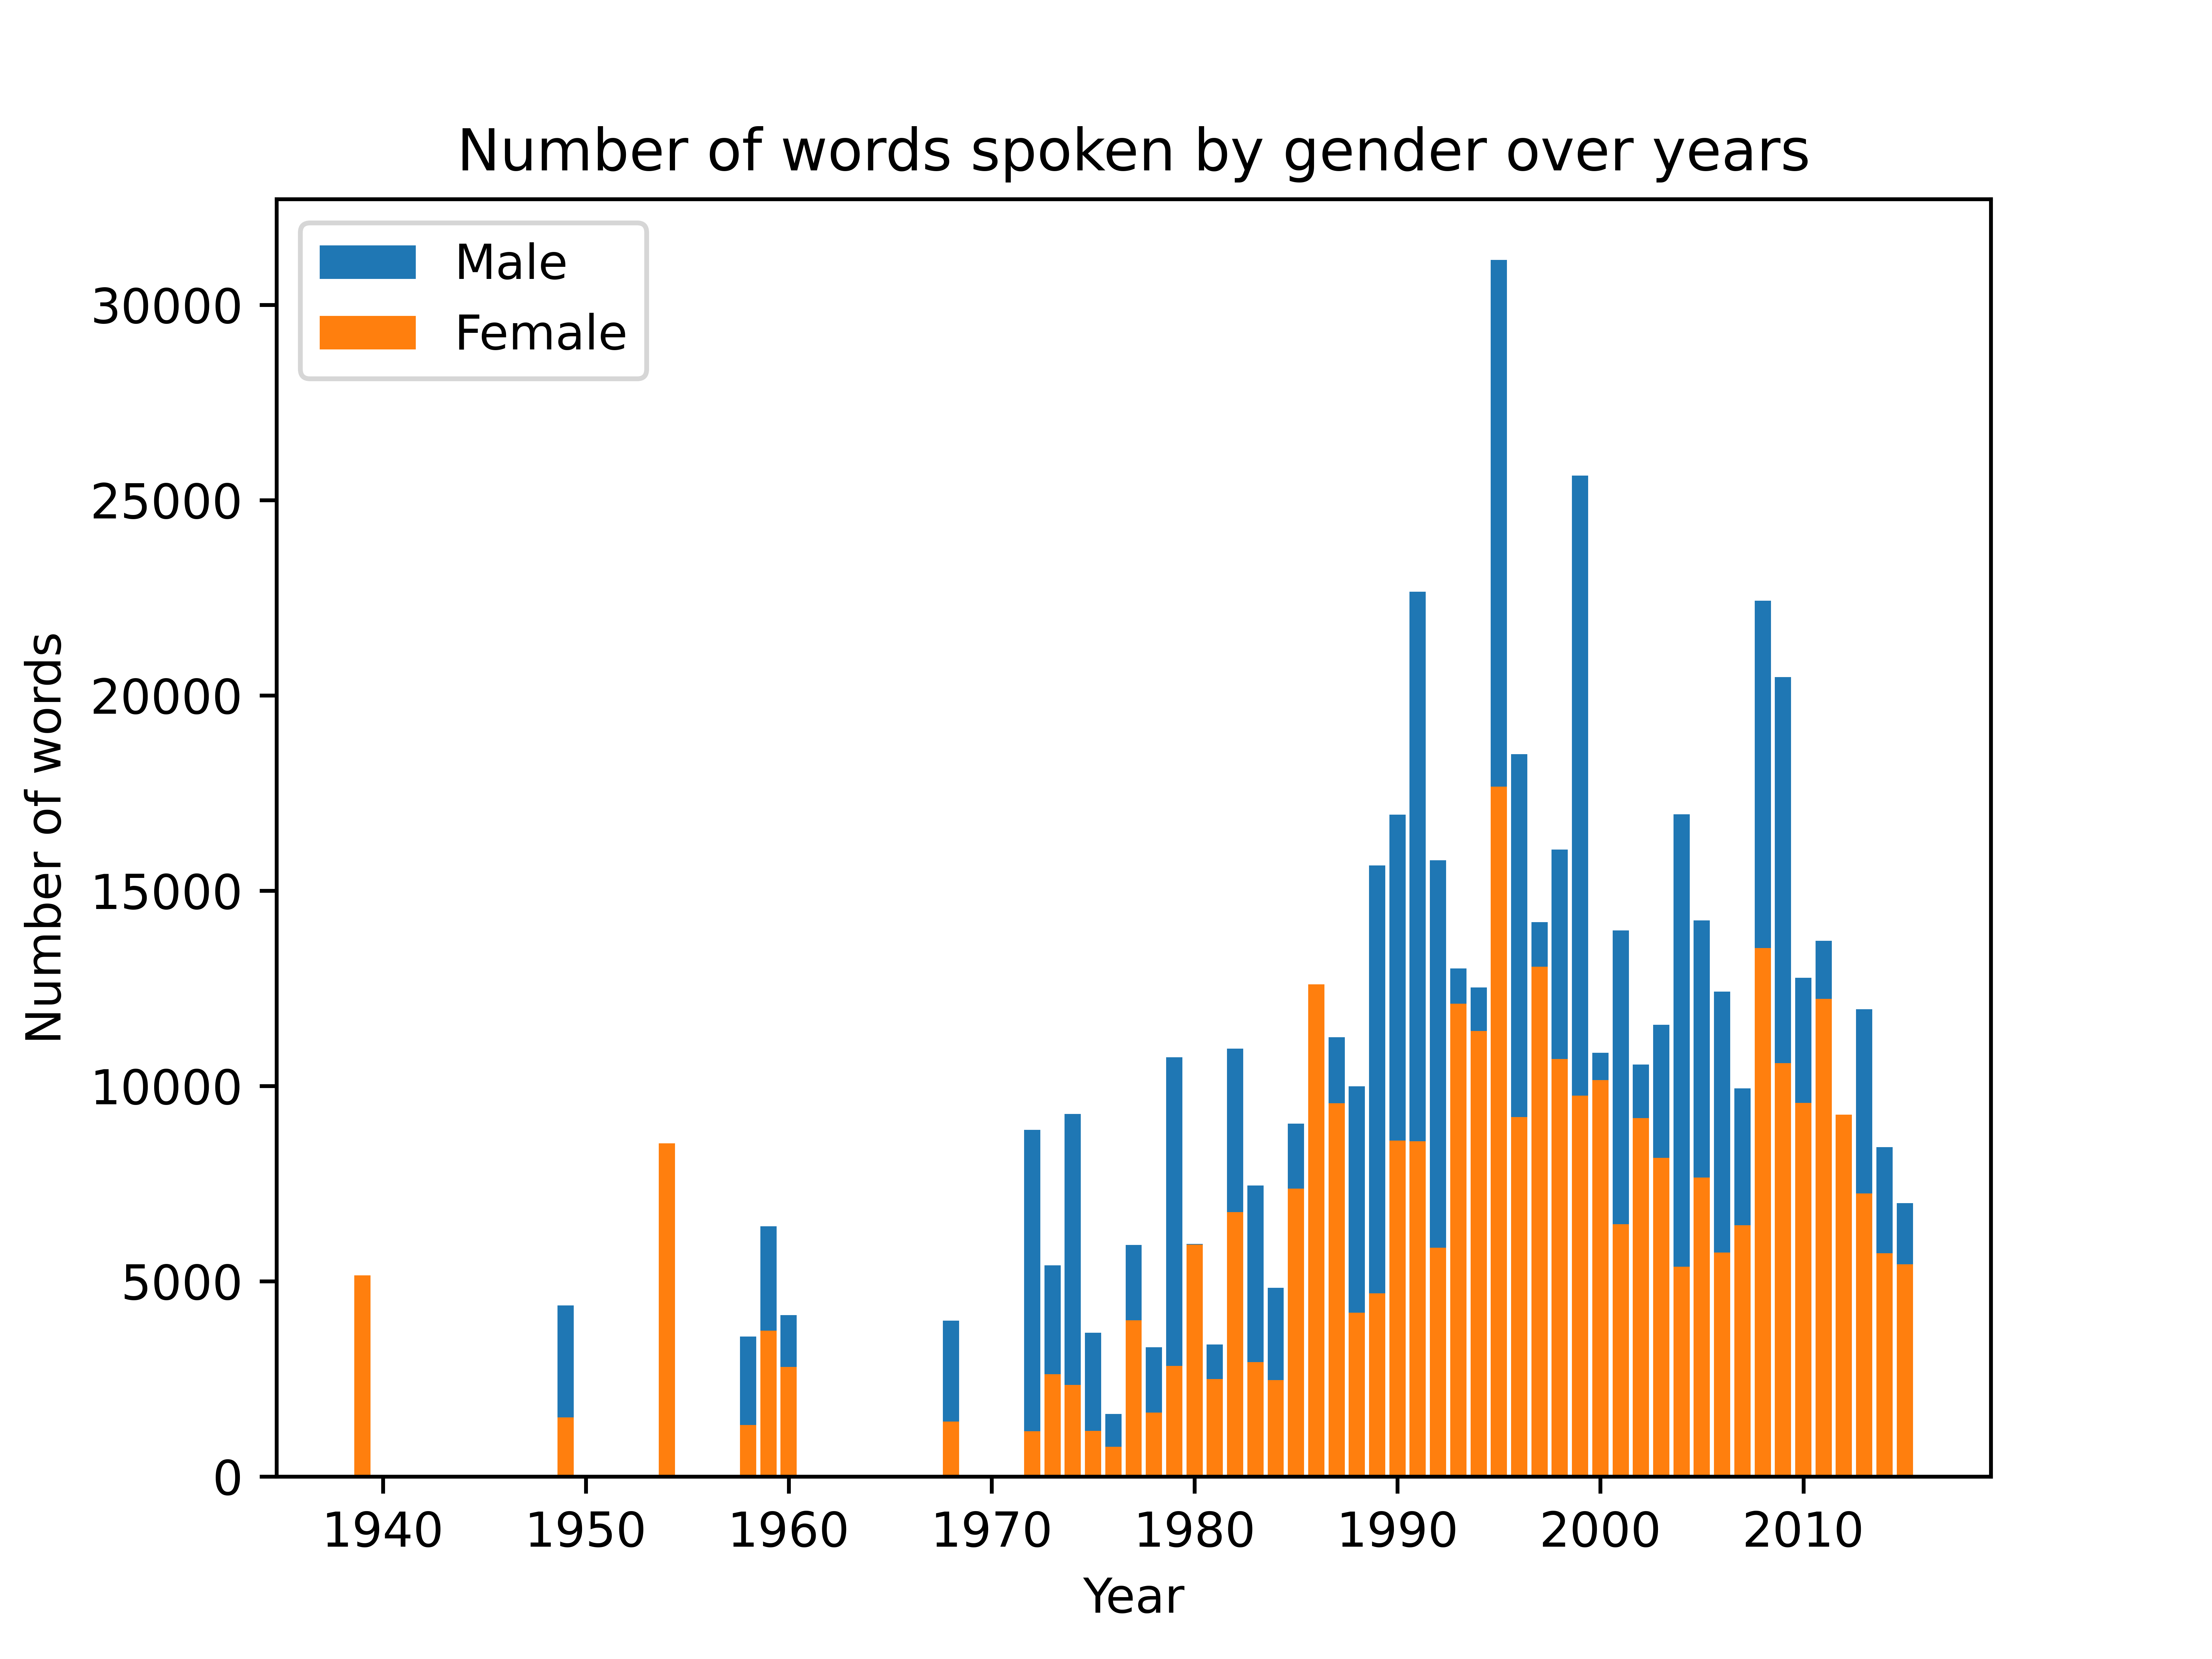 Number of words spoken by gender over years
Male
Female
Number of words
30000
25000
20000
15000
10000
5000
0
1940 1950 1960 1970 1980 1990 2000 2010
Year